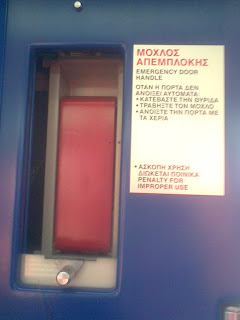 ΜΟΧΛΟΣ
ΑΠΕΜΠΛΟΚΗΣ
EMERGENCY DOOR
HANDLE
ΟΤΑΝ Η ΠΟΡΤΑ ΔΕΝ
ΑΝΟΙΞΕΙ ΑΥΤΟΜΑΤΑ:
• ΚΑΤΕΒΑΣΤΕ ΤΗΝ ΘΥΡΙΔΑ
• ΤΡΑΒΗΞΤΕ ΤΟΝ ΜΟΧΛΟ
• ΑΝΟΙΞΤΕ ΤΗΝ ΠΟΡΤΑ ΜΕ
ΤΑ ΧΕΡΙΑ
• ΑΣΚΟΠΗ ΧΡΗΣΗ
ΔΙΩΚΕΤΑΙ ΠΟΙΝΙΚΑ
PENALTY FOR
IMPROPER USE